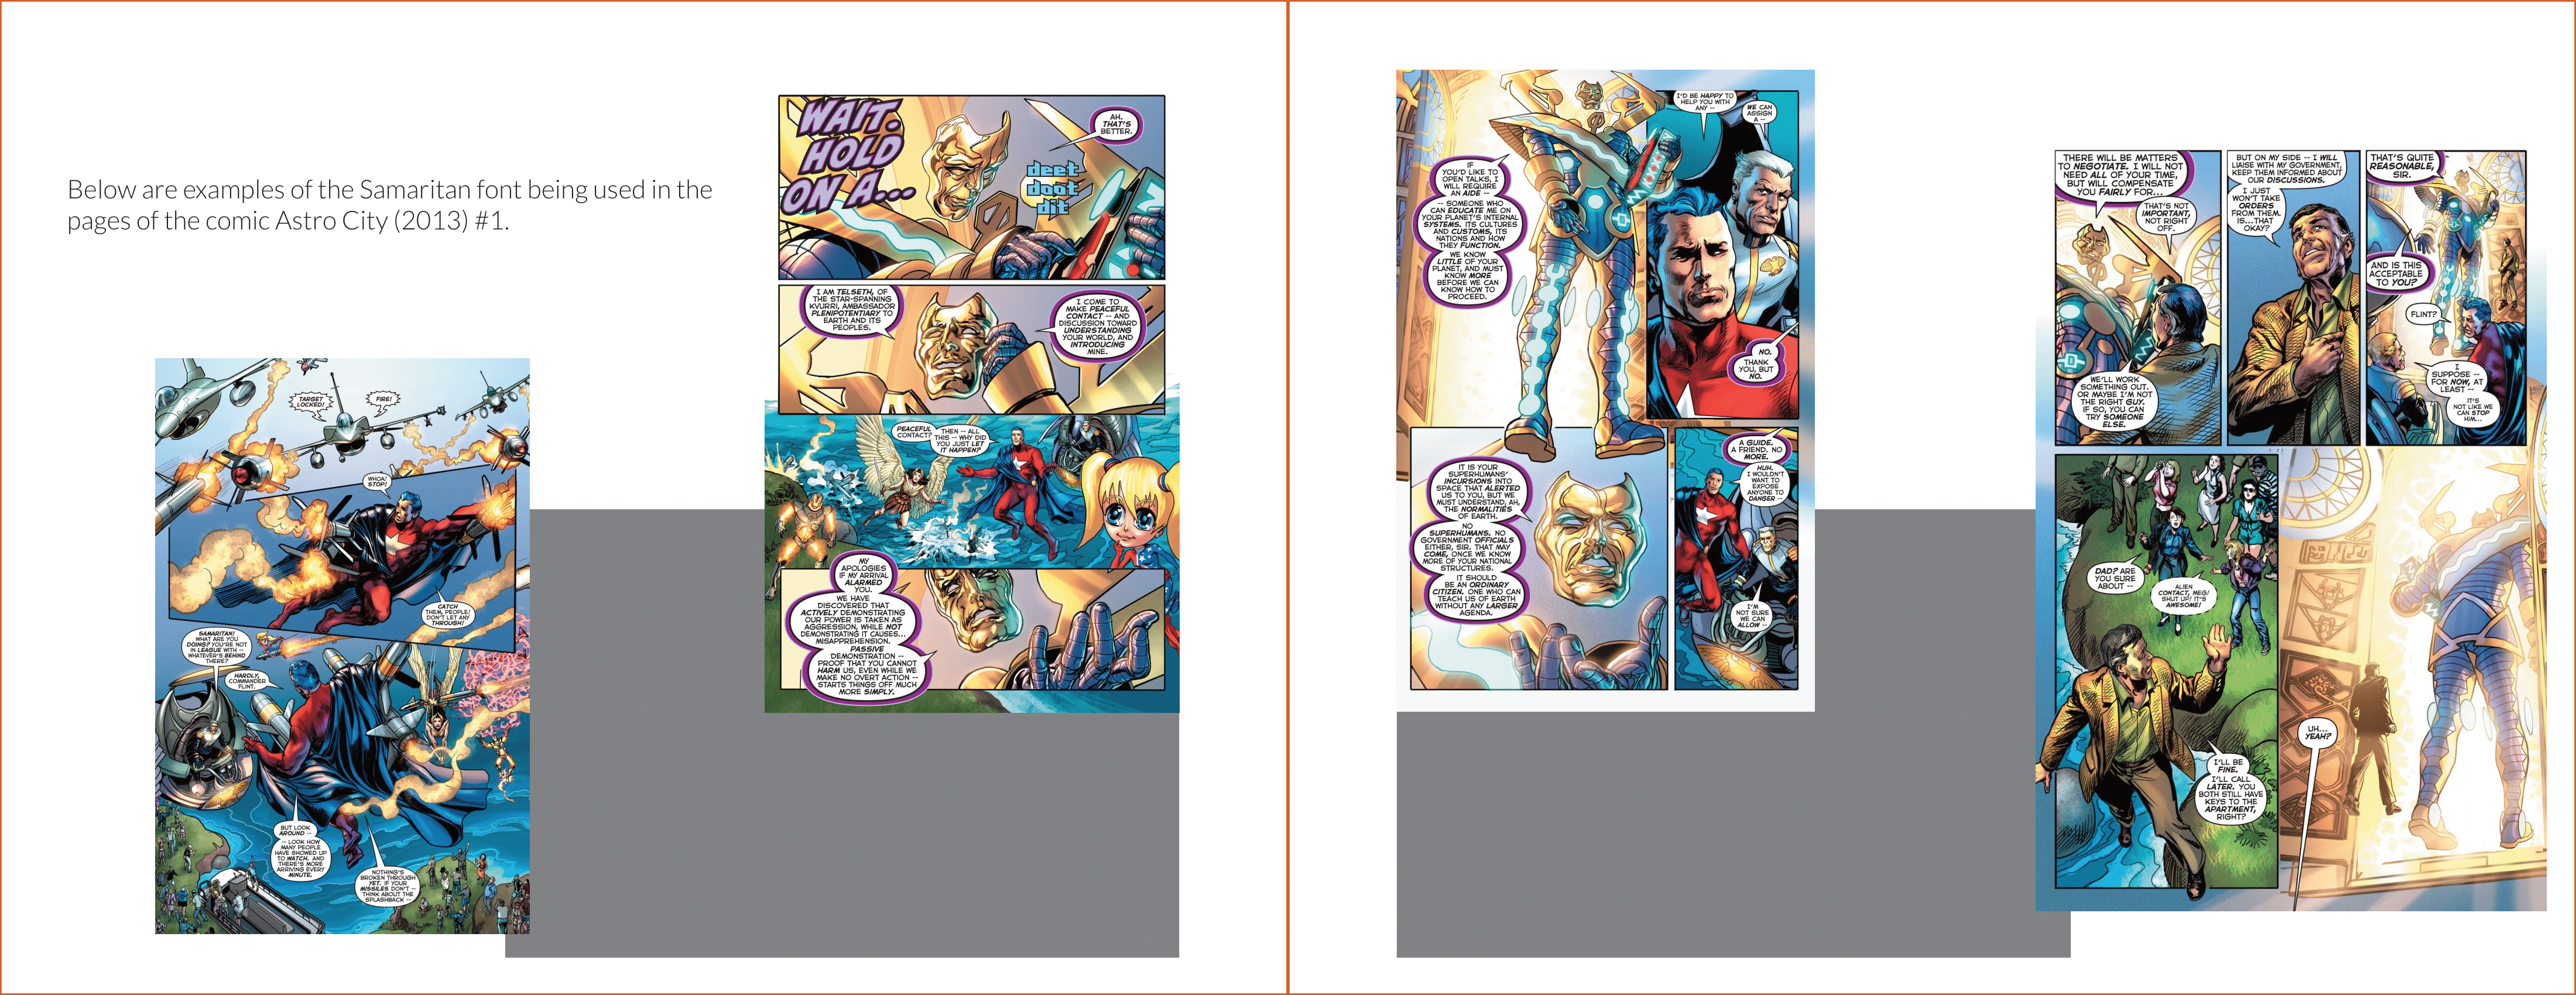 Below are examples of the Samaritan font being used in the
pages of the comic Astro City (2013) #1.
TARGET
LOCKED!
FIRE!
WHOA!
STOP!
CATCH
THEM, PEOPLE!
DON'T LET ANY
THROUGH!
SAMARITAN!
WHAT ARE YOU
DOING? YOU'RE NOT
IN LEAGUE WITH --
WHATEVER'S BEHIND
THERE?
HARDLY,
COMMANDER
FLINT.
BUT LOOK
AROUND --
-- LOOK HOW
MANY PEOPLE
HAVE SHOWED UP
TO WATCH. AND
THERE'S MORE
ARRIVING EVERY
MINUTE.
NOTHING'S
BROKEN THROUGH
YET. IF YOUR
MISSILES DON'T --
THINK ABOUT THE
SPLASHBACK --
WAIT.
HOLD
ON A...
AH.
THAT'S
BETTER.
deet
doot
dit
I AM TELSETH, OF
THE STAR-SPANNING
KVURRI, AMBASSADOR
PLENIPOTENTIARY TO
EARTH AND ITS
PEOPLES.
I COME TO
MAKE PEACEFUL
CONTACT -- AND
DISCUSSION TOWARD
UNDERSTANDING
YOUR WORLD, AND
INTRODUCING
MINE.
PEACEFUL
CONTACT?
THEN -- ALL
THIS -- WHY DID
YOU JUST LET
IT HAPPEN?
MY
APOLOGIES
IF MY ARRIVAL
ALARMED
YOU.
WE HAVE
DISCOVERED THAT
ACTIVELY DEMONSTRATING
OUR POWER IS TAKEN AS
AGGRESSION, WHILE NOT
DEMONSTRATING IT CAUSES...
MISAPPREHENSION.
PASSIVE
DEMONSTRATION --
PROOF THAT YOU CANNOT
HARM US, EVEN WHILE WE
MAKE NO OVERT ACTION --
STARTS THINGS OFF MUCH
MORE SIMPLY.
I'D BE HAPPY TO
HELP YOU WITH
ANY --
WE CAN
ASSIGN
A --
IF
YOU'D LIKE TO
OPEN TALKS, I
WILL REQUIRE
AN AIDE --
-- SOMEONE WHO
CAN EDUCATE ME ON
YOUR PLANET'S INTERNAL
SYSTEMS. ITS CULTURES
AND CUSTOMS, ITS
NATIONS AND HOW
THEY FUNCTION.
WE KNOW
LITTLE OF YOUR
PLANET, AND MUST
KNOW MORE
BEFORE WE CAN
KNOW HOW TO
PROCEED.
NO.
THANK
YOU, BUT
NO.
IT IS YOUR
SUPERHUMANS'
INCURSIONS INTO
SPACE THAT ALERTED
US TO YOU, BUT WE
MUST UNDERSTAND, AH,
THE NORMALITIES
OF EARTH.
NO
SUPERHUMANS. NO
GOVERNMENT OFFICIALS
EITHER, SIR. THAT MAY
COME, ONCE WE KNOW
MORE OF YOUR NATIONAL
STRUCTURES.
IT SHOULD
BE AN ORDINARY
CITIZEN. ONE WHO CAN
TEACH US OF EARTH
WITHOUT ANY LARGER
AGENDA.
A GUIDE.
A FRIEND. NO
MORE.
HUH.
I WOULDN'T
WANT TO
EXPOSE
ANYONE TO
DANGER --
I'M
NOT SURE
WE CAN
ALLOW --
THERE WILL BE MATTERS
TO NEGOTIATE. I WILL NOT
NEED ALL OF YOUR TIME,
BUT WILL COMPENSATE
YOU FAIRLY FOR...
THAT'S NOT
IMPORTANT,
NOT RIGHT
OFF.
WE'LL WORK
SOMETHING OUT.
OR MAYBE I'M NOT
THE RIGHT GUY.
IF SO, YOU CAN
TRY SOMEONE
ELSE.
BUT ON MY SIDE -- I WILL
LIAISE WITH MY GOVERNMENT,
KEEP THEM INFORMED ABOUT
OUR DISCUSSIONS.
I JUST
WON'T TAKE
ORDERS
FROM THEM.
IS...THAT
OKAY?
THAT'S QUITE
REASONABLE,
SIR.
AND IS THIS
ACCEPTABLE
TO YOU?
FLINT?
I
SUPPOSE --
FOR NOW, AT
LEAST --
IT'S
NOT LIKE WE
CAN STOP
HIM...
DAD? ARE
YOU SURE
ABOUT --
ALIEN
CONTACT, MEG!
SHUT UP! IT'S
AWESOME!
I'LL BE
FINE.
I'LL CALL
LATER. YOU
BOTH STILL HAVE
KEYS TO THE
APARTMENT,
RIGHT?
UH...
YEAH?